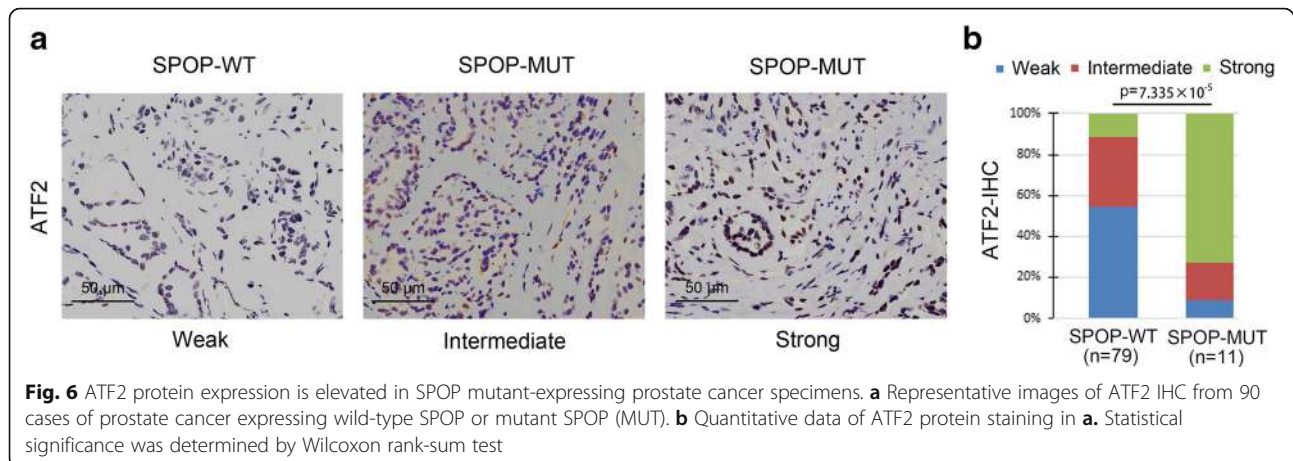 a
SPOP-WT SPOP-MUT SPOP-MUT
ATF2
50 µm 50 µm 50 µm
Weak Intermediate Strong
b
Weak Intermediate Strong
p=7.335×10-5
ATF2-IHC
100%
80%
60%
40%
20%
0%
SPOP-WT SPOP-MUT
(n=79) (n=11)
Fig. 6 ATF2 protein expression is elevated in SPOP mutant-expressing prostate cancer specimens. a Representative images of ATF2 IHC from 90
cases of prostate cancer expressing wild-type SPOP or mutant SPOP (MUT). b Quantitative data of ATF2 protein staining in a. Statistical
significance was determined by Wilcoxon rank-sum test